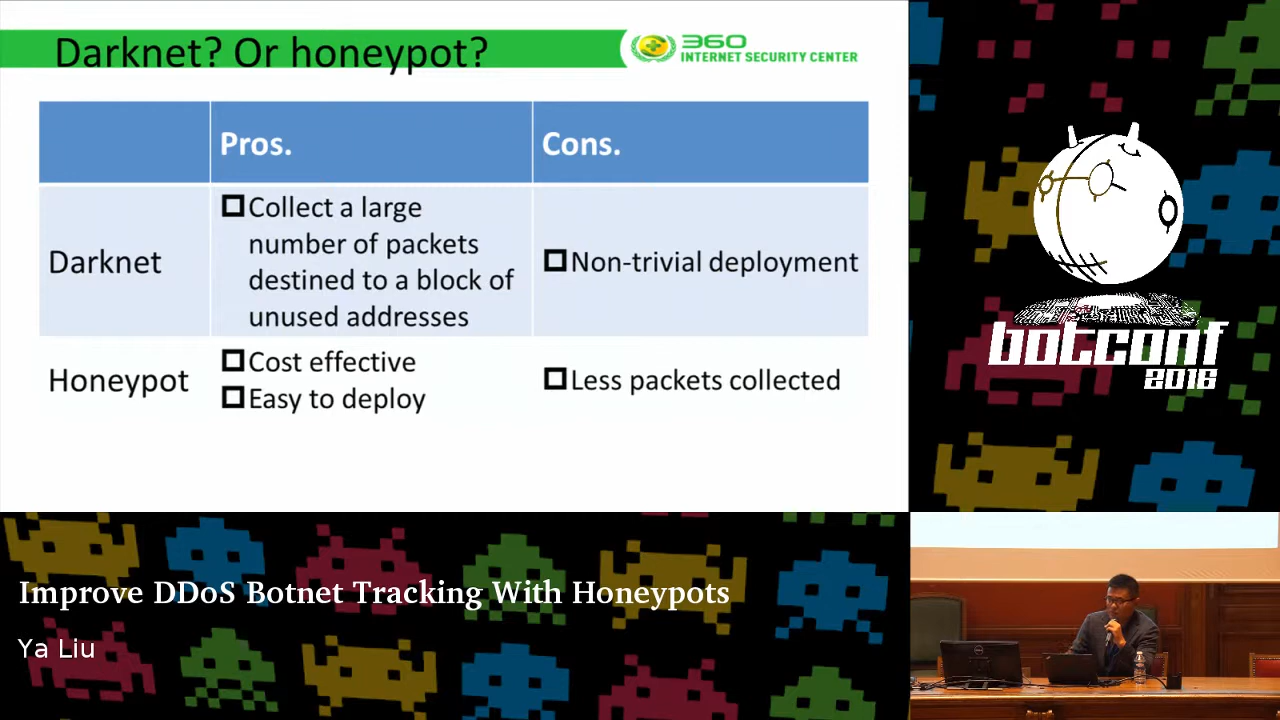 Darknet? Or honeypot?
360
INTERNET SECURITY CENTER
Pros.
Cons.
Darknet
Collect a large
number of packets
destined to a block of
unused addresses
Non-trivial deployment
Honeypot
Cost effective
Easy to deploy
Less packets collected
botconf
2016
Improve DDoS Botnet Tracking With Honeypots
Ya Liu